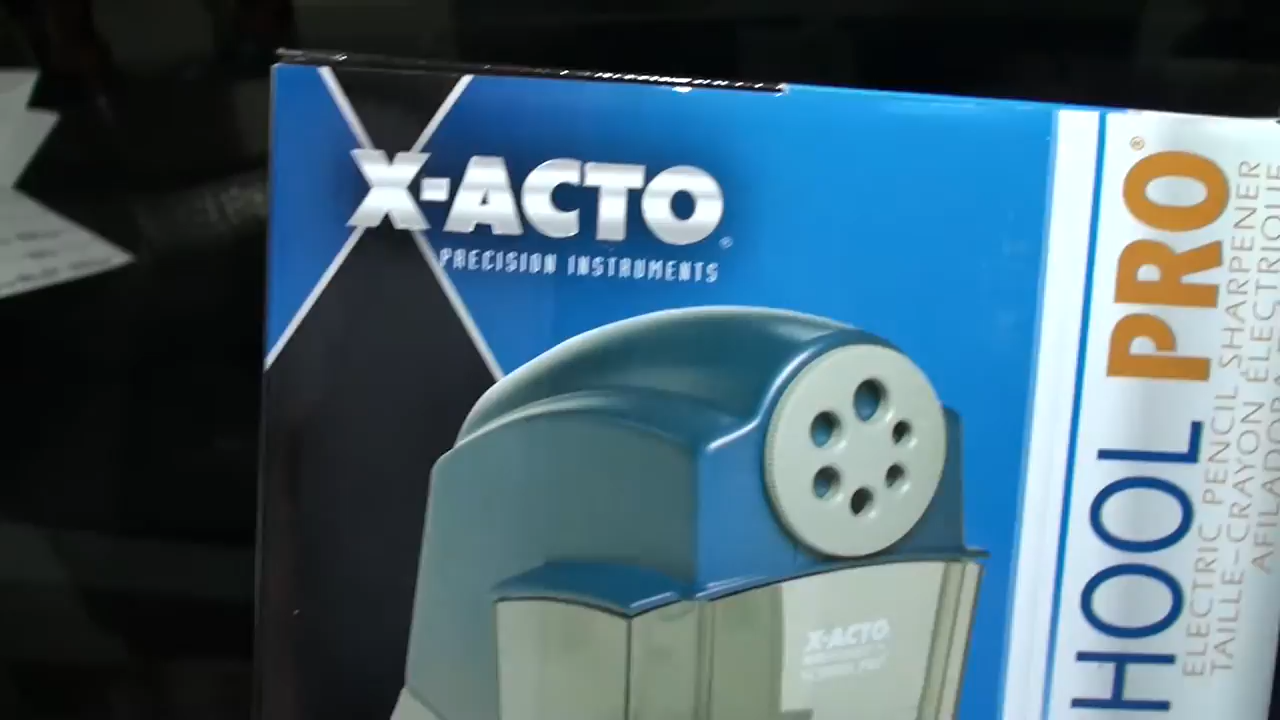 X-ACTO®
PRECISION INSTRUMENTS
HOOL PRO®
ELECTRIC PENCIL SHARPENER
TAILLE-CRAYON ÉLECTRIQUE
X-ACTO